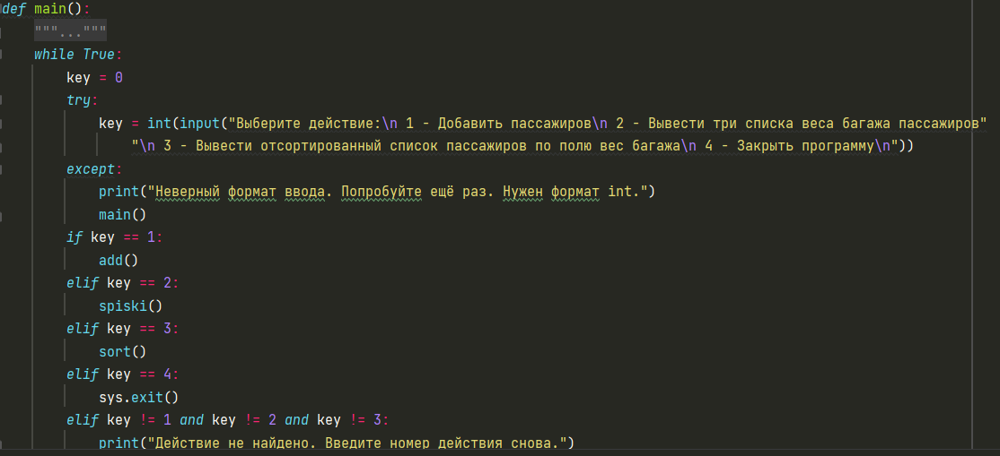 def main():
    """..."""
    while True:
        key = 0
        try:
            key = int(input("Выберите действие:\n 1 - Добавить пассажиров\n 2 - Вывести три списка веса багажа пассажиров"
                "\n 3 - Вывести отсортированный список пассажиров по полю вес багажа\n 4 - Закрыть программу\n"))
        except:
            print("Неверный формат ввода. Попробуйте ещё раз. Нужен формат int.")
            main()
        if key == 1:
            add()
        elif key == 2:
            spiski()
        elif key == 3:
            sort()
        elif key == 4:
            sys.exit()
        elif key != 1 and key != 2 and key != 3:
            print("Действие не найдено. Введите номер действия снова.")